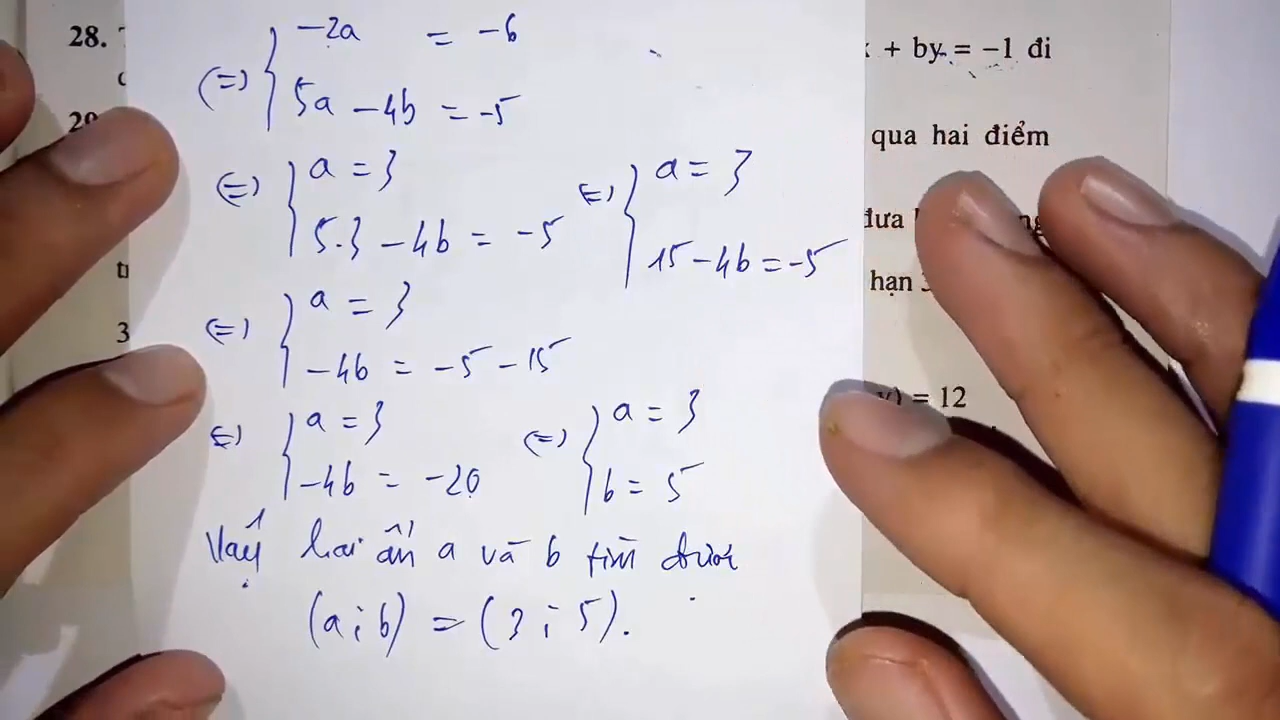 28.
-2a = -6
(=) {
5a - 4b = -5
x + by = -1 đi
29
qua hai điểm
(=) { a = 3
5.3 - 4b = -5
(=) { a = 3
15 - 4b = -5
đưa
hạn 3
(=) { a = 3
-4b = -5 - 15
y) = 12
(=) { a = 3
-4b = -20
(=) { a = 3
b = 5
Vậy hai ẩn a và b tìm được
(a; b) = (3; 5).